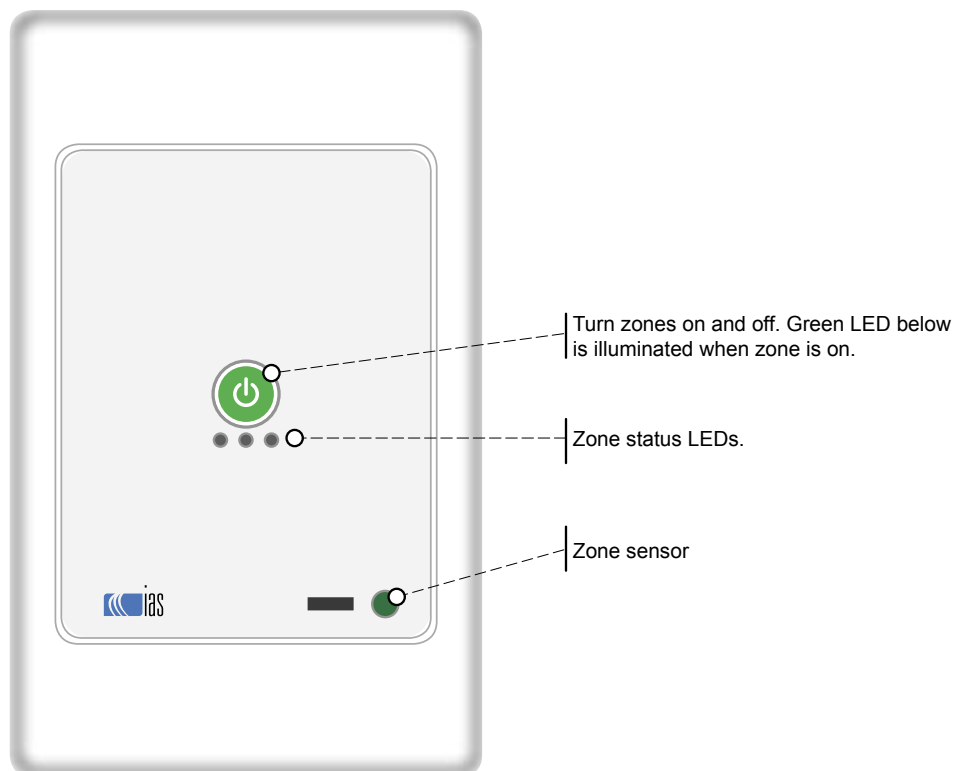 Turn zones on and off. Green LED below
is illuminated when zone is on.
Zone status LEDs.
Zone sensor
ias